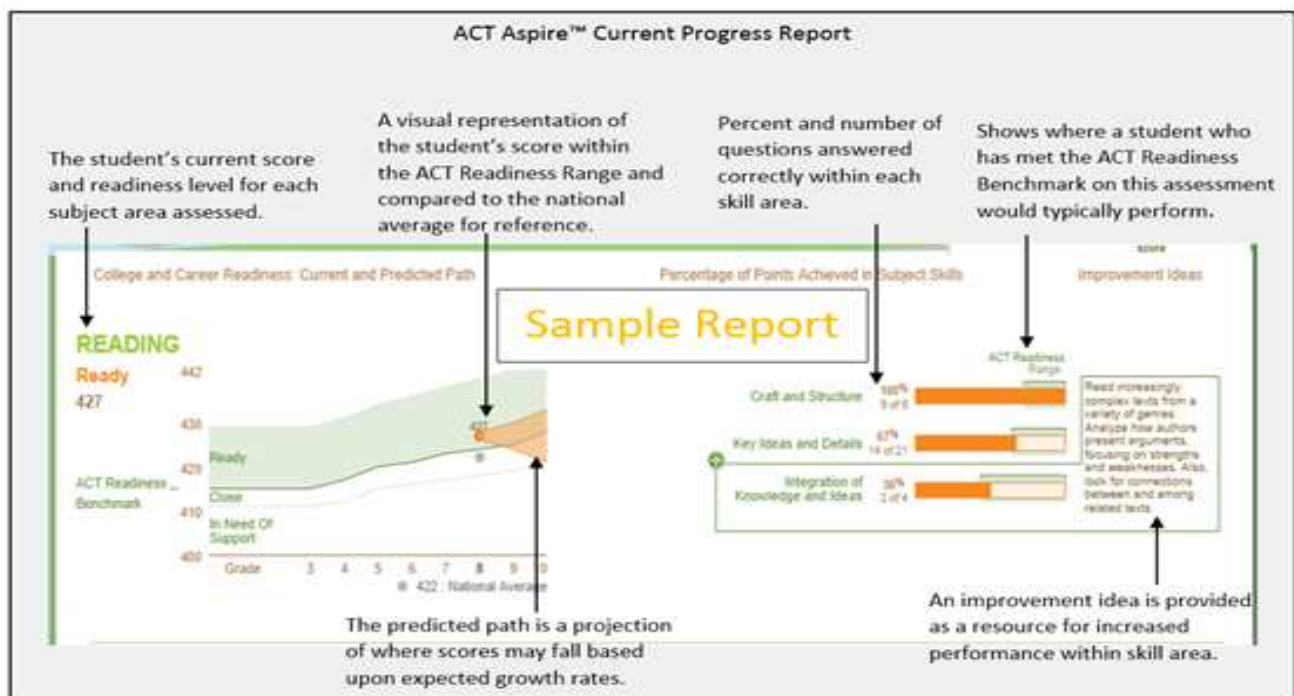 ACT Aspire™ Current Progress Report
The student's current score
and readiness level for each
subject area assessed.
A visual representation of
the student's score within
the ACT Readiness Range and
compared to the national
average for reference.
Percent and number of
questions answered
correctly within each
skill area.
Shows where a student who
has met the ACT Readiness
Benchmark on this assessment
would typically perform.
score
College and Career Readiness: Current and Predicted Path
Percentage of Points Achieved in Subject Skills
Improvement Ideas
Sample Report
READING
Ready
427
442
436
429
ACT Readiness
Benchmark
410
400
427
Ready
Close
In Need Of
Support
Grade 3 4 5 6 7 8 9
422 : National Average
ACT Readiness
Range
Craft and Structure
100%
Key Ideas and Details
67%
14 of 21
Integration of
Knowledge and Ideas
50%
2 of 4
Read increasingly
complex texts from a
variety of genres.
Analyze how authors
present arguments,
focusing on strengths
and weaknesses. Also,
look for connections
between and among
related texts.
The predicted path is a projection
of where scores may fall based
upon expected growth rates.
An improvement idea is provided
as a resource for increased
performance within skill area.